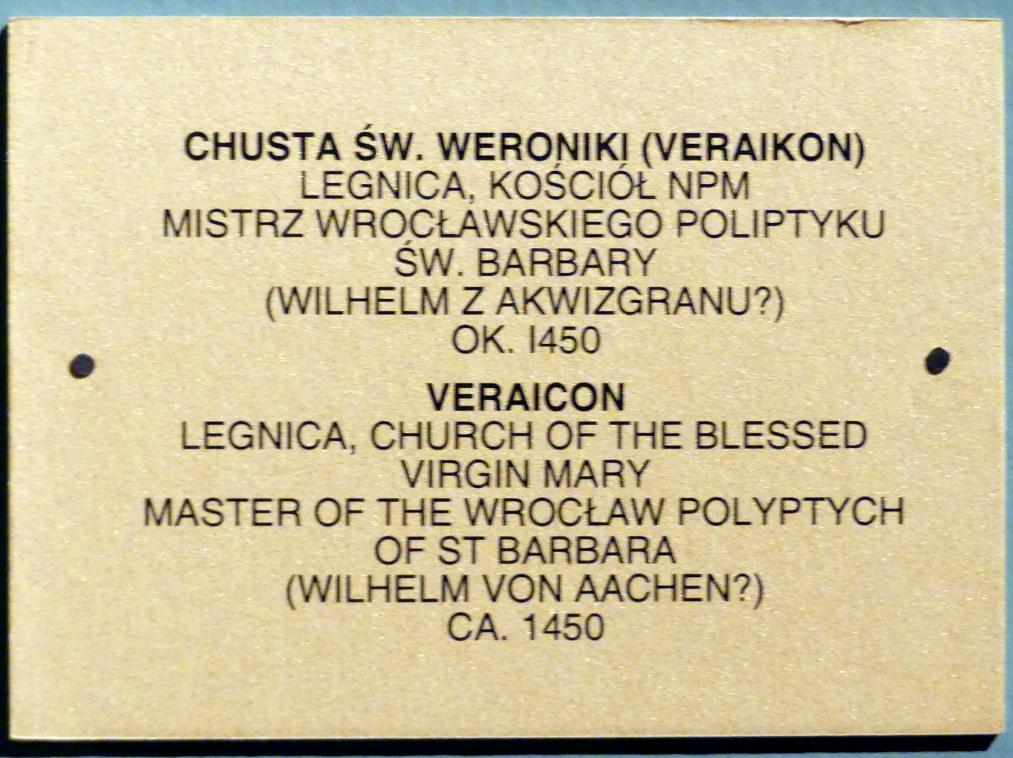 CHUSTA ŚW. WERONIKI (VERAIKON)
LEGNICA, KOŚCIÓŁ NPM
MISTRZ WROCŁAWSKIEGO POLIPTYKU
ŚW. BARBARY
(WILHELM Z AKWIZGRANU?)
OK. I450
VERAICON
LEGNICA, CHURCH OF THE BLESSED
VIRGIN MARY
MASTER OF THE WROCŁAW POLYPTYCH
OF ST BARBARA
(WILHELM VON AACHEN?)
CA. 1450